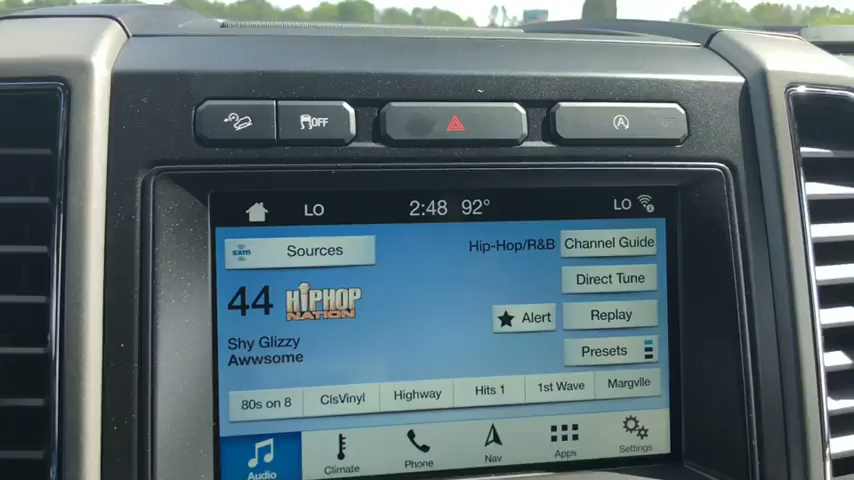 OFF
A OFF
LO 2:48 92° LO
sxm Sources Hip-Hop/R&B Channel Guide
Direct Tune
44 HIPHOP NATION
Alert Replay
Shy Glizzy
Awwsome
Presets
80s on 8 ClsVinyl Highway Hits 1 1st Wave Margvlle
Audio Climate Phone Nav Apps Settings